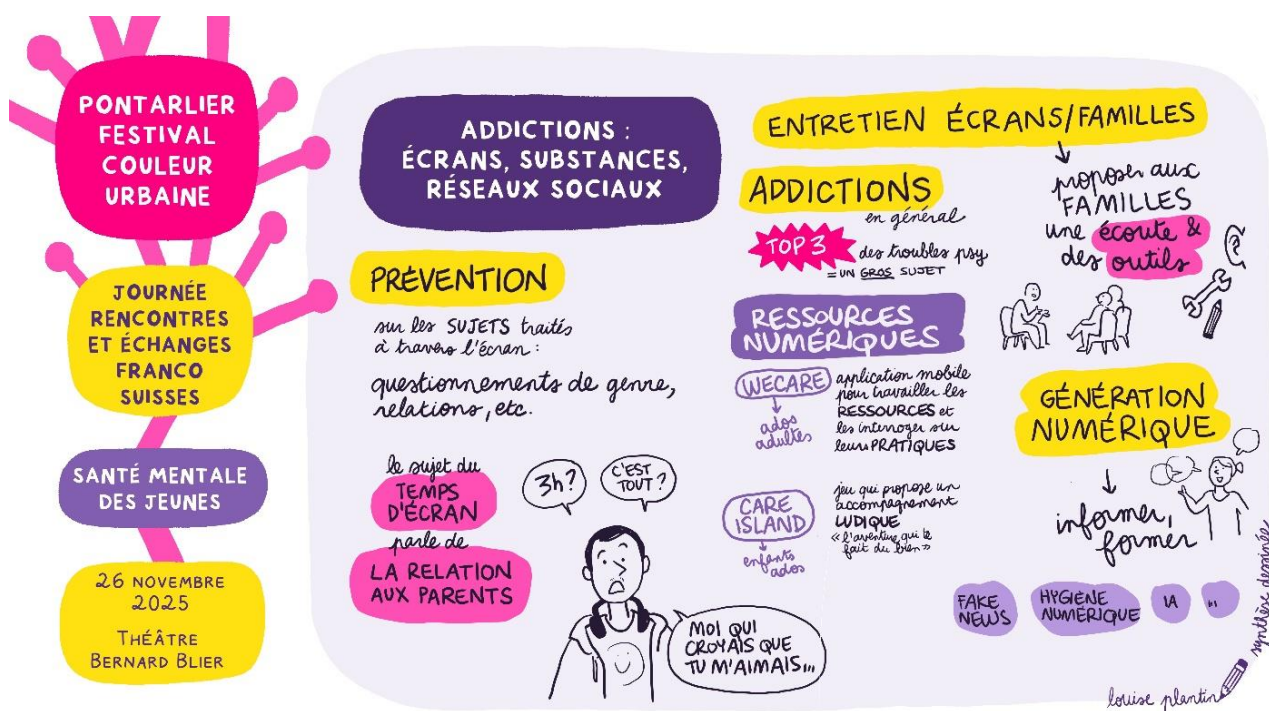 PONTARLIER
FESTIVAL
COULEUR
URBAINE
JOURNÉE
RENCONTRES
ET ÉCHANGES
FRANCO
SUISSES
SANTÉ MENTALE
DES JEUNES
26 NOVEMBRE
2025
THÉÂTRE
BERNARD BLIER
ADDICTIONS :
ÉCRANS, SUBSTANCES,
RÉSEAUX SOCIAUX
PRÉVENTION
sur les SUJETS traités
à travers l'écran :
questionnements de genre,
relations, etc.
le sujet du
TEMPS
D'ÉCRAN
parle de
LA RELATION
AUX PARENTS
3h?
C'EST
TOUT ?
MOI QUI
CROYAIS QUE
TU M'AIMAIS...
ENTRETIEN ÉCRANS/FAMILLES
proposer aux
FAMILLES
une écoute &
des outils
ADDICTIONS
en général
TOP 3
des troubles psy
= UN GROS SUJET
RESSOURCES
NUMÉRIQUES
WECARE
ados
adultes
application mobile
pour travailler les
RESSOURCES et
les interroger sur
leurs PRATIQUES
CARE
ISLAND
enfants
ados
jeu qui propose un
accompagnement
LUDIQUE
« l'aventure qui te
fait du bien »
GÉNÉRATION
NUMÉRIQUE
informer,
former
FAKE
NEWS
HYGIÈNE
NUMÉRIQUE
IA
...
synthèse dessinée
louise plantin